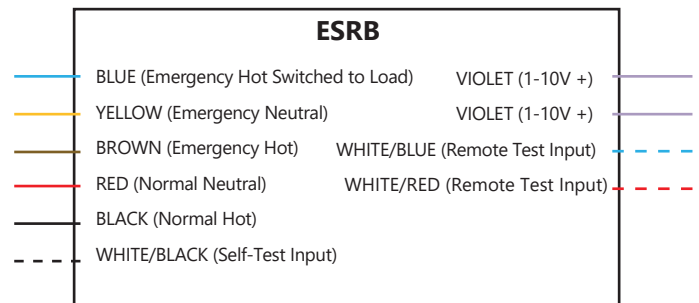 ESRB
BLUE (Emergency Hot Switched to Load)
VIOLET (1-10V +)
YELLOW (Emergency Neutral)
VIOLET (1-10V +)
BROWN (Emergency Hot)
WHITE/BLUE (Remote Test Input)
RED (Normal Neutral)
WHITE/RED (Remote Test Input)
BLACK (Normal Hot)
WHITE/BLACK (Self-Test Input)